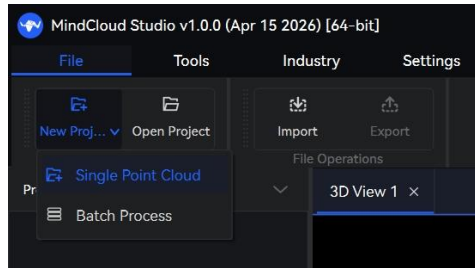 MindCloud Studio v1.0.0 (Apr 15 2026) [64-bit]
File Tools Industry Settings
New Proj... Open Project Import Export
File Operations
Single Point Cloud
Pr
3D View 1 ×
Batch Process